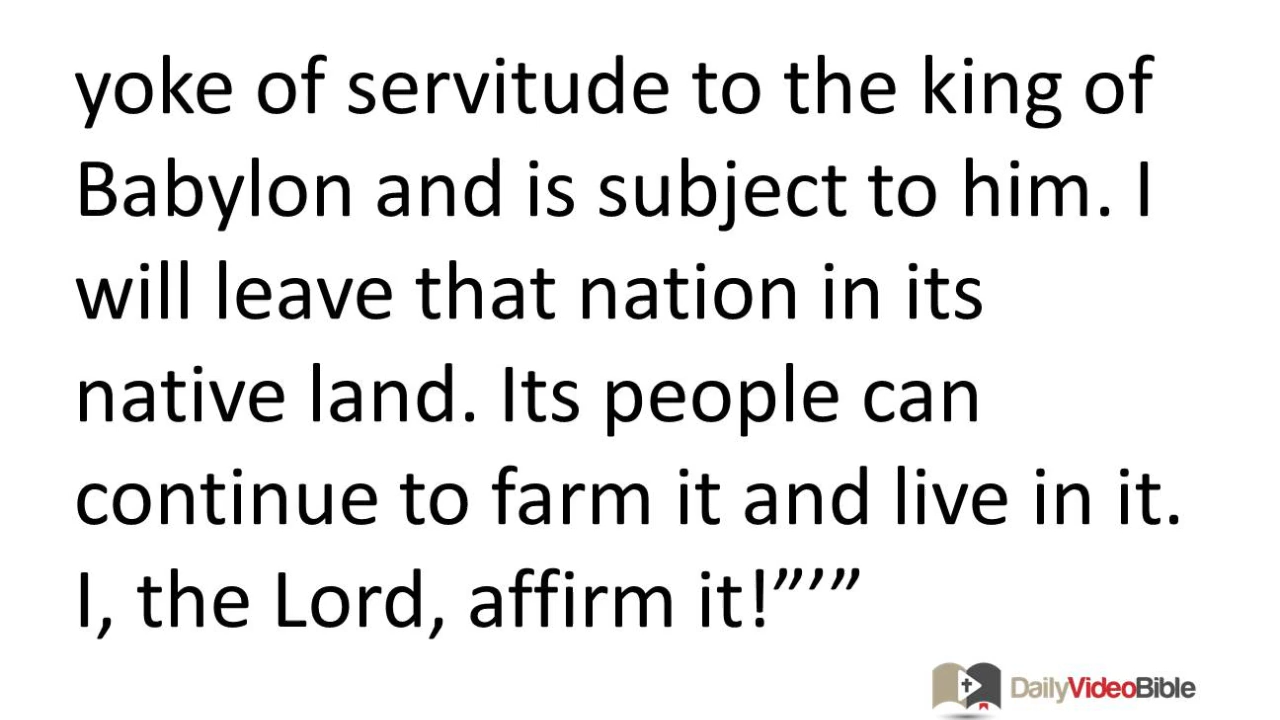 yoke of servitude to the king of
Babylon and is subject to him. I
will leave that nation in its
native land. Its people can
continue to farm it and live in it.
I, the Lord, affirm it!”’”
DailyVideoBible